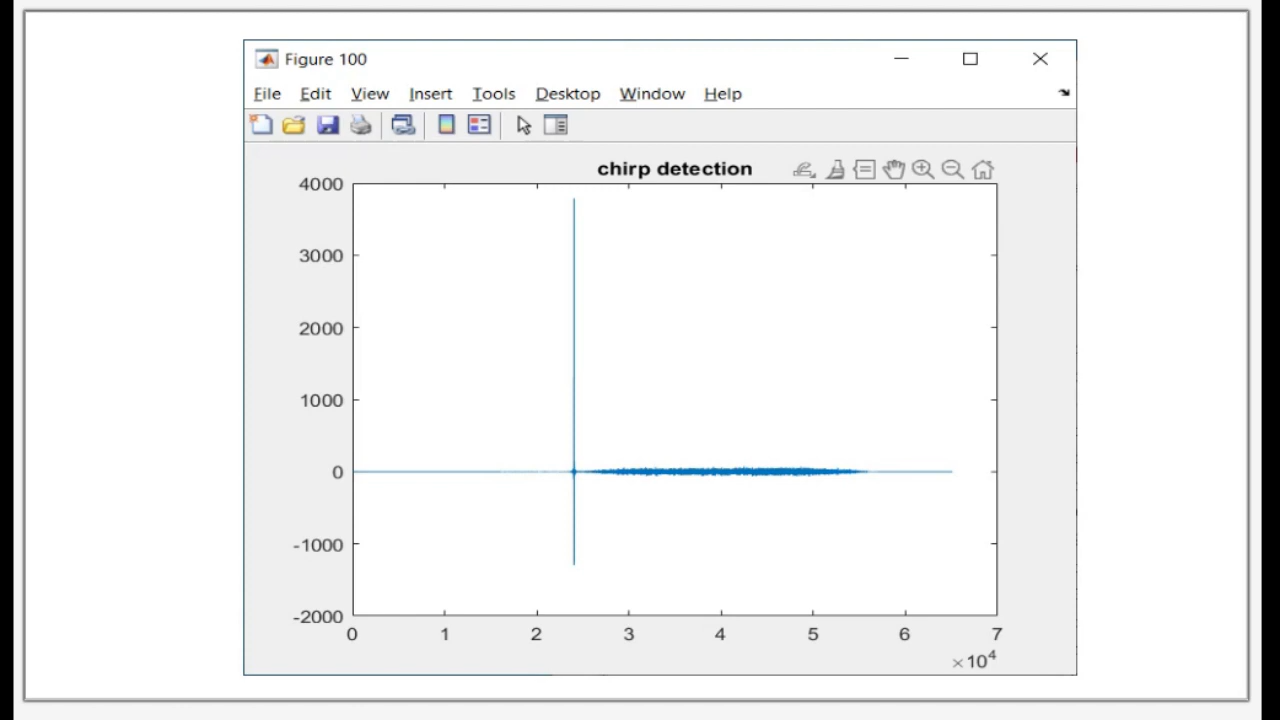 Figure 100
File Edit View Insert Tools Desktop Window Help
chirp detection
4000
3000
2000
1000
0
-1000
-2000
0 1 2 3 4 5 6 7
×10⁴